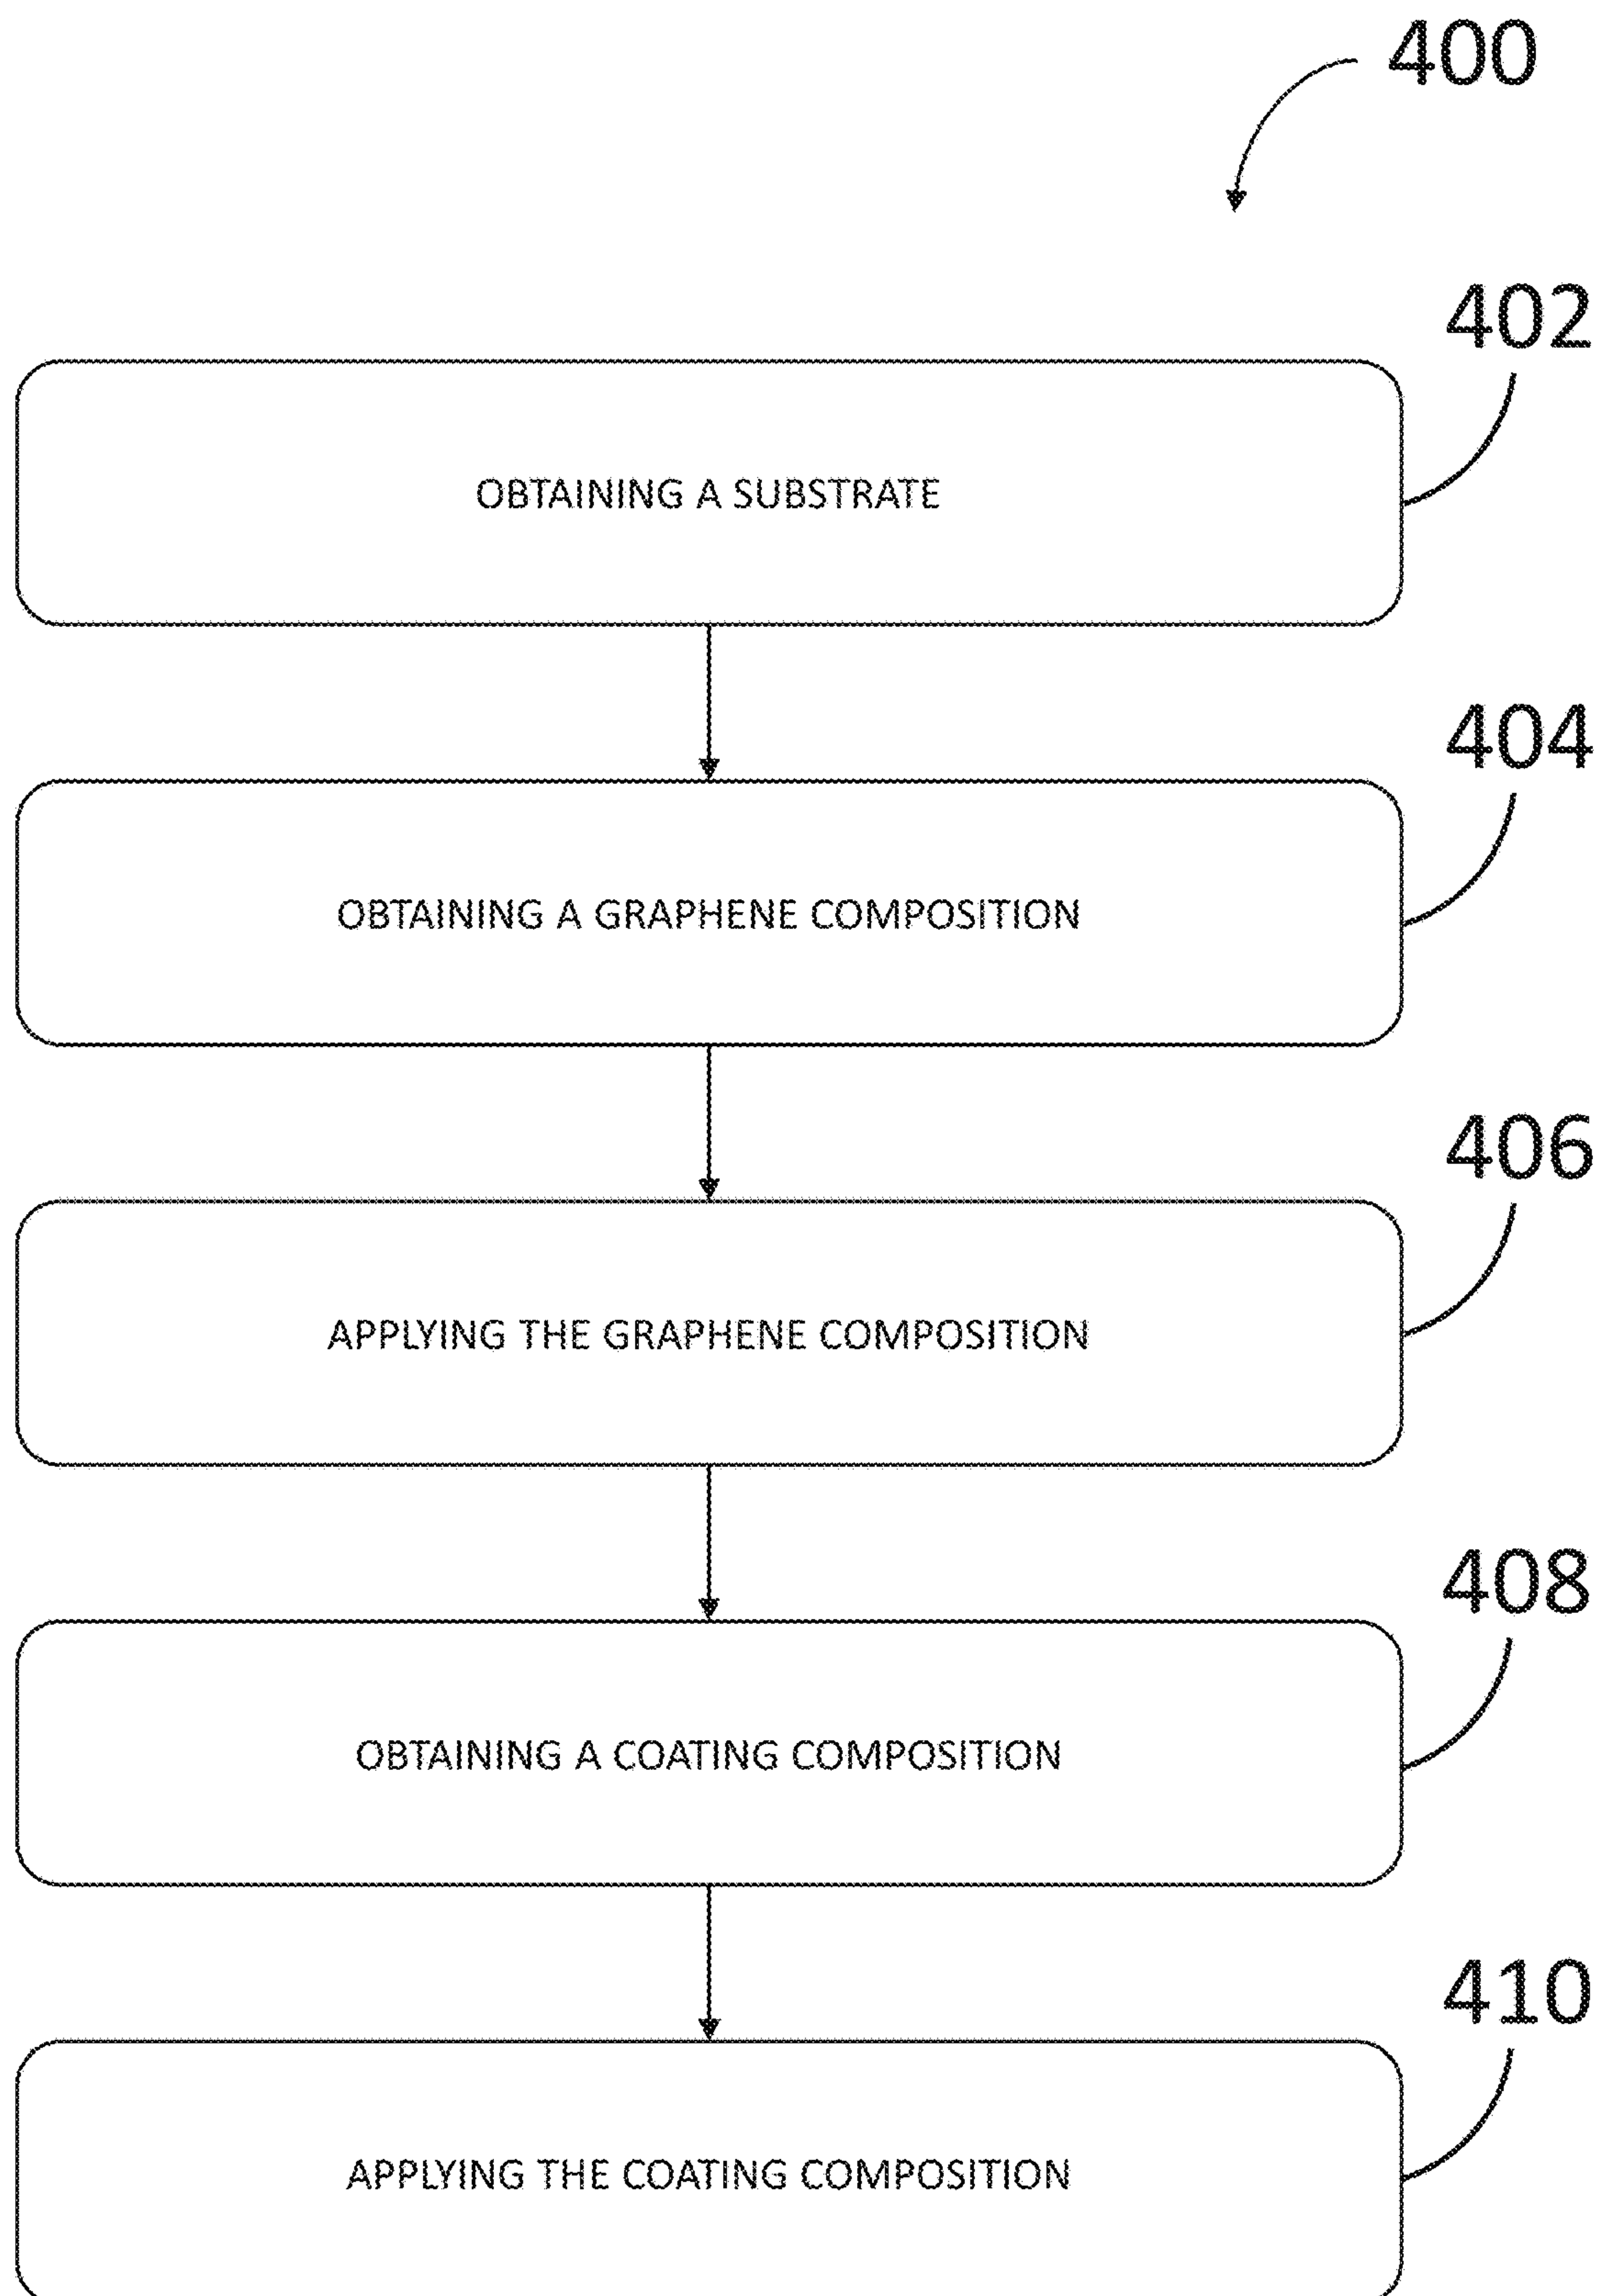 400
402
OBTAINING A SUBSTRATE
404
OBTAINING A GRAPHENE COMPOSITION
406
APPLYING THE GRAPHENE COMPOSITION
408
OBTAINING A COATING COMPOSITION
410
APPLYING THE COATING COMPOSITION